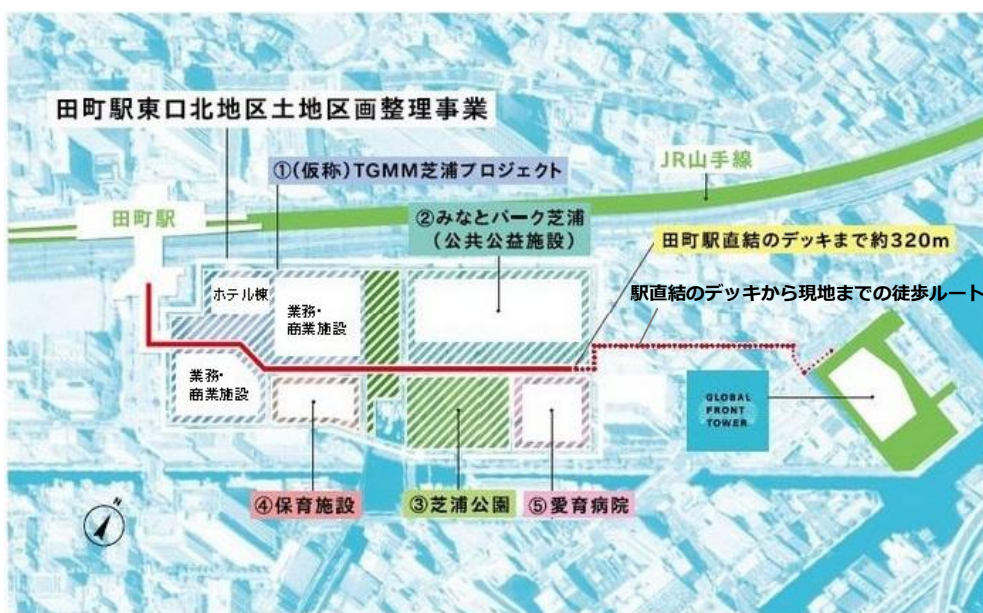 田町駅東口北地区土地区画整理事業
①(仮称)TGMM芝浦プロジェクト
JR山手線
田町駅
②みなとパーク芝浦
(公共公益施設)
田町駅直結のデッキまで約320m
駅直結のデッキから現地までの徒歩ルート
ホテル棟
業務・
商業施設
業務・
商業施設
GLOBAL
FRONT
TOWER
④保育施設
③芝浦公園
⑤愛育病院
N